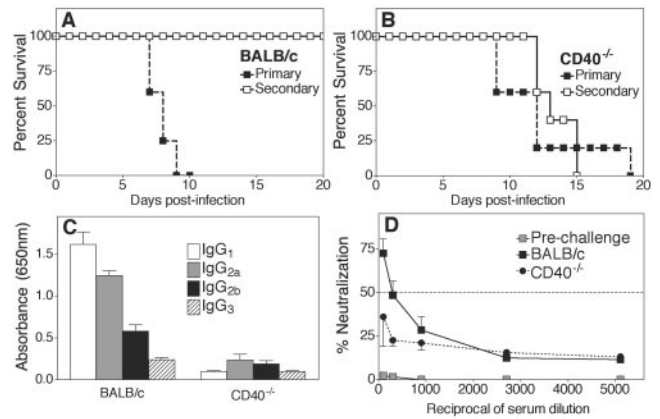 A
BALB/c
Primary
Secondary
Percent Survival
100
75
50
25
0
0 5 10 15 20
Days post-infection
B
CD40-/-
Primary
Secondary
Percent Survival
100
75
50
25
0
0 5 10 15 20
Days post-infection
C
IgG1
IgG2a
IgG2b
IgG3
Absorbance (650nm)
1.5
1.0
0.5
0.0
BALB/c CD40-/-
D
Pre-challenge
BALB/c
CD40-/-
% Neutralization
75
50
25
0
0 1000 2000 3000 4000 5000
Reciprocal of serum dilution